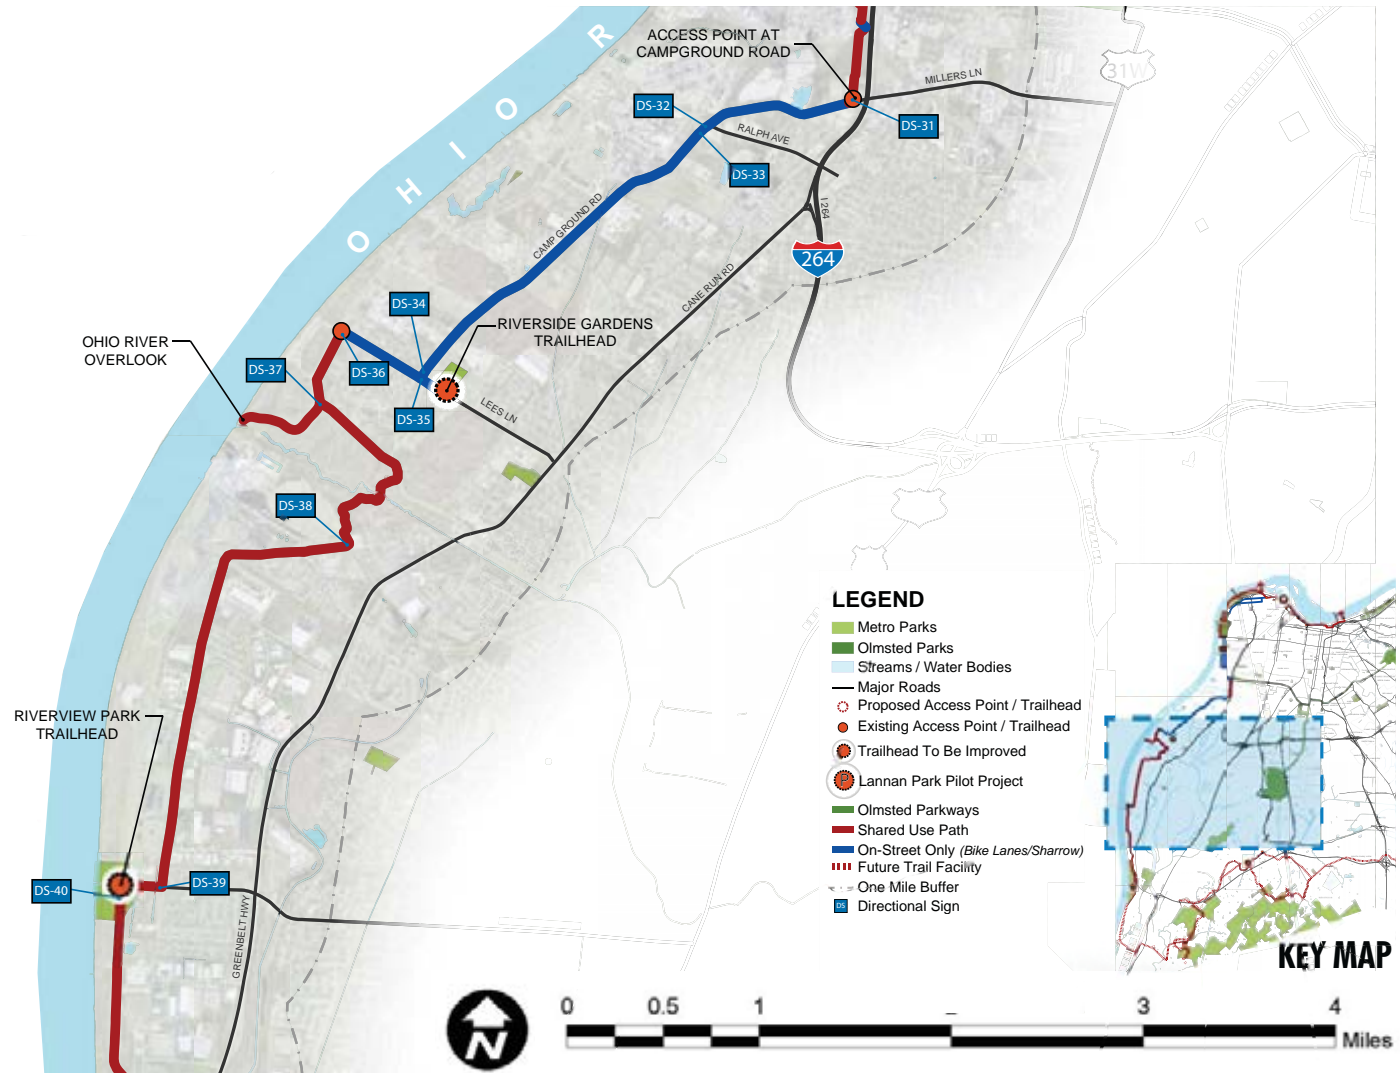 ACCESS POINT AT
CAMPGROUND ROAD
31W
MILLERS LN
DS-32
DS-31
RALPH AVE
DS-33
OHIO R
I 264
264
CAMP GROUND RD
CANE RUN RD
DS-34
RIVERSIDE GARDENS
TRAILHEAD
OHIO RIVER
OVERLOOK
DS-37
DS-36
DS-35
LEES LN
DS-38
RIVERVIEW PARK
TRAILHEAD
DS-40
DS-39
GREENBELT HWY
LEGEND
Metro Parks
Olmsted Parks
Streams / Water Bodies
Major Roads
Proposed Access Point / Trailhead
Existing Access Point / Trailhead
Trailhead To Be Improved
P Lannan Park Pilot Project
Olmsted Parkways
Shared Use Path
On-Street Only (Bike Lanes/Sharrow)
Future Trail Facility
One Mile Buffer
DS Directional Sign
KEY MAP
N
0 0.5 1 3 4
Miles